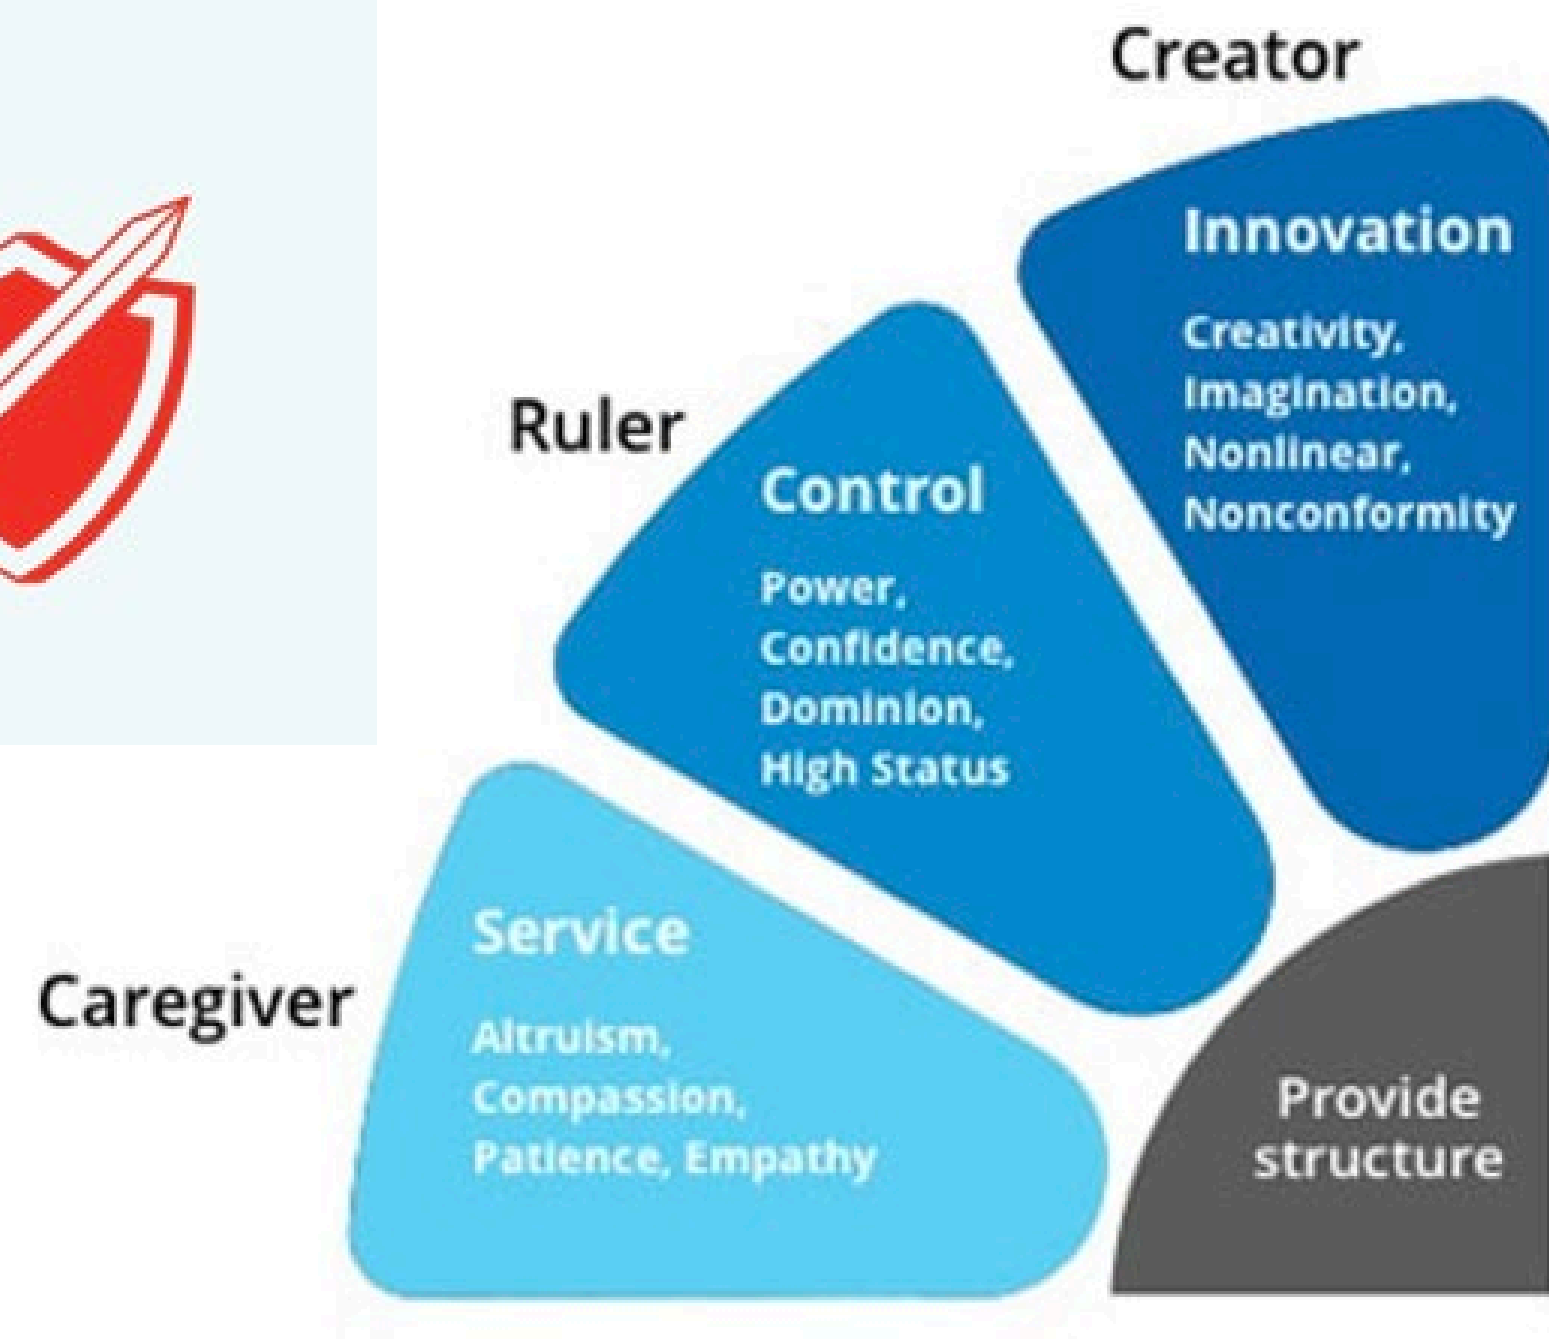 Creator
Innovation
Creativity,
Imagination,
Nonlinear,
Nonconformity
Ruler
Control
Power,
Confidence,
Dominion,
High Status
Caregiver
Service
Altruism,
Compassion,
Patience, Empathy
Provide
structure